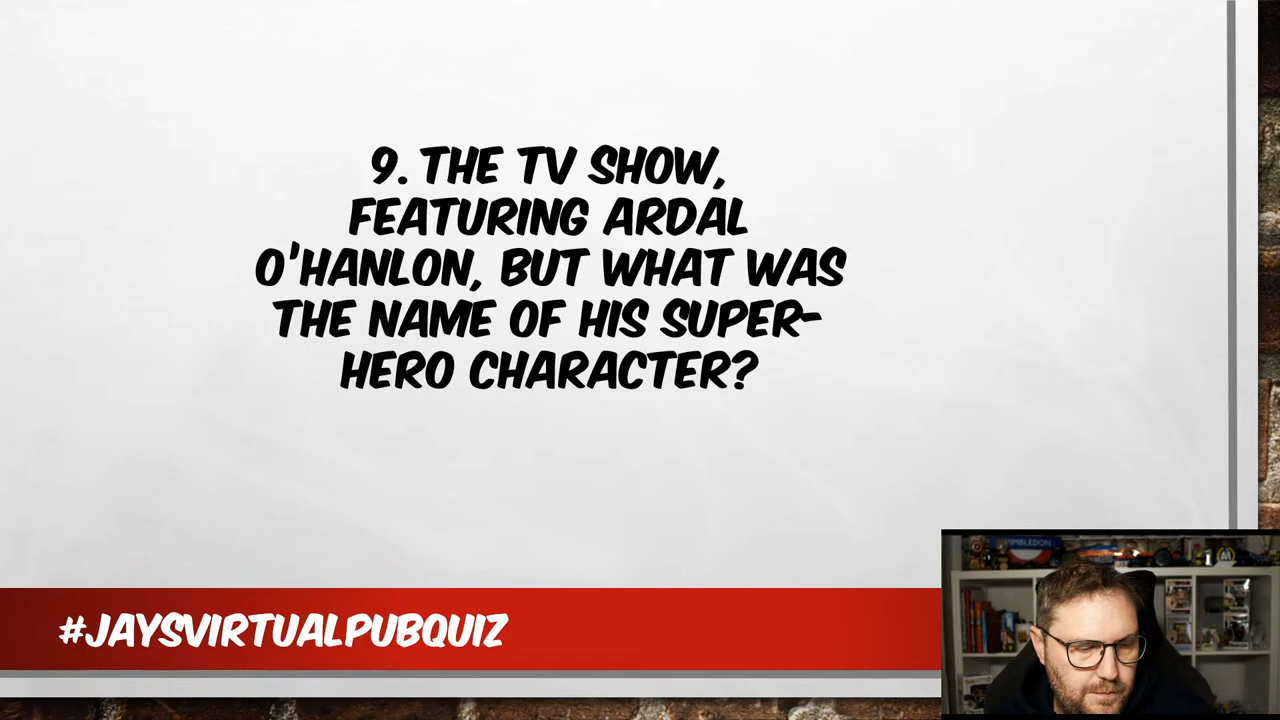 9. THE TV SHOW,
FEATURING ARDAL
O'HANLON, BUT WHAT WAS
THE NAME OF HIS SUPER-
HERO CHARACTER?
#JAYSVIRTUALPUBQUIZ